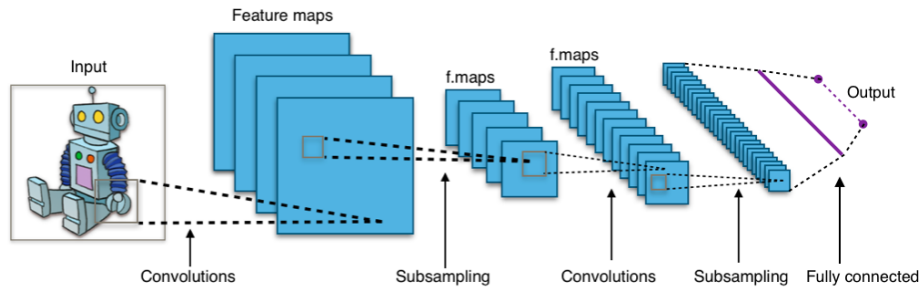 Feature maps
Input
f.maps
f.maps
Output
Convolutions
Subsampling
Convolutions
Subsampling
Fully connected